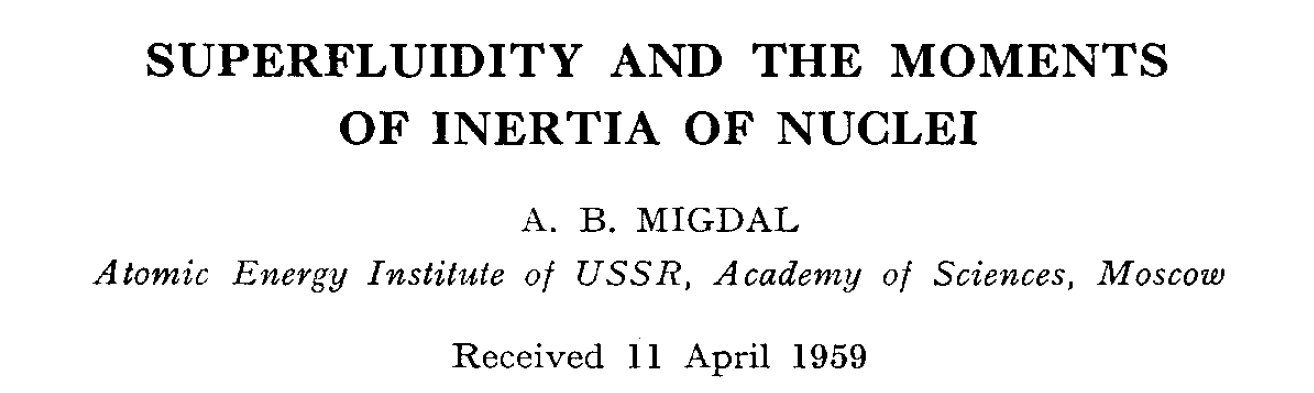 SUPERFLUIDITY AND THE MOMENTS
OF INERTIA OF NUCLEI
A. B. MIGDAL
Atomic Energy Institute of USSR, Academy of Sciences, Moscow
Received 11 April 1959